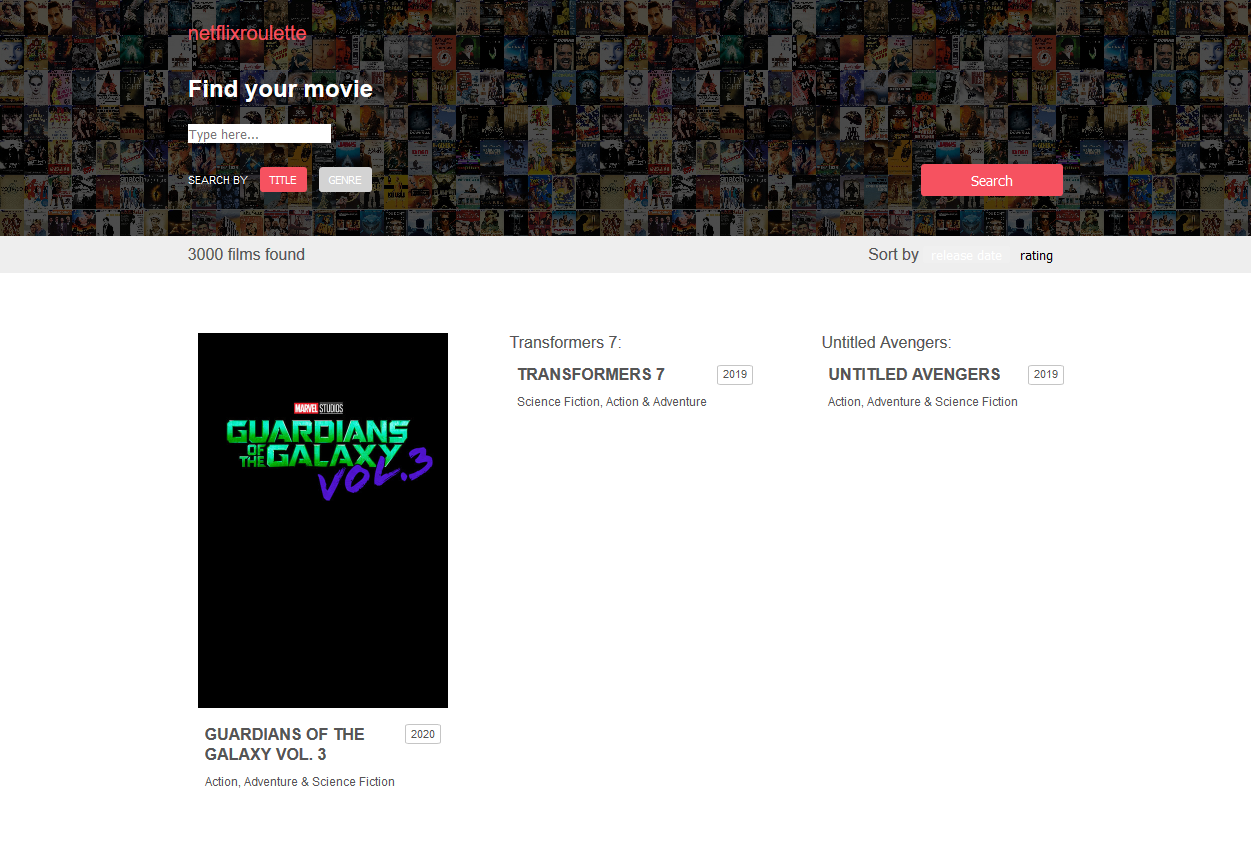 netflixroulette
Find your movie
Type here...
SEARCH BY TITLE GENRE
Search
3000 films found
Sort by release date rating
MARVEL STUDIOS
GUARDIANS
OF THE GALAXY
VOL.3
GUARDIANS OF THE GALAXY VOL. 3
2020
Action, Adventure & Science Fiction
Transformers 7:
TRANSFORMERS 7 2019
Science Fiction, Action & Adventure
Untitled Avengers:
UNTITLED AVENGERS 2019
Action, Adventure & Science Fiction